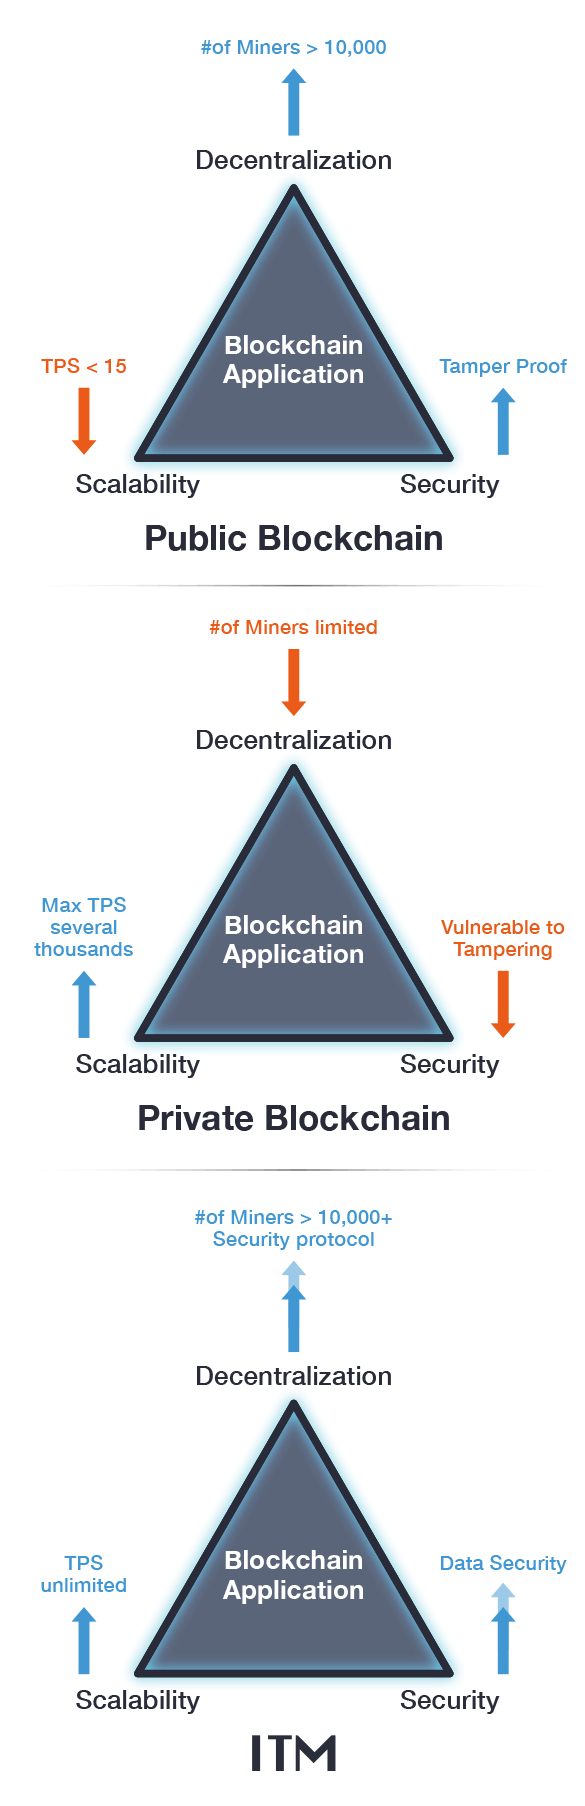 #of Miners > 10,000
Decentralization
Blockchain
Application
TPS < 15
Tamper Proof
Scalability
Security
Public Blockchain
#of Miners limited
Decentralization
Max TPS
several
thousands
Blockchain
Application
Vulnerable to
Tampering
Scalability
Security
Private Blockchain
#of Miners > 10,000+
Security protocol
Decentralization
TPS
unlimited
Blockchain
Application
Data Security
Scalability
Security
ITM